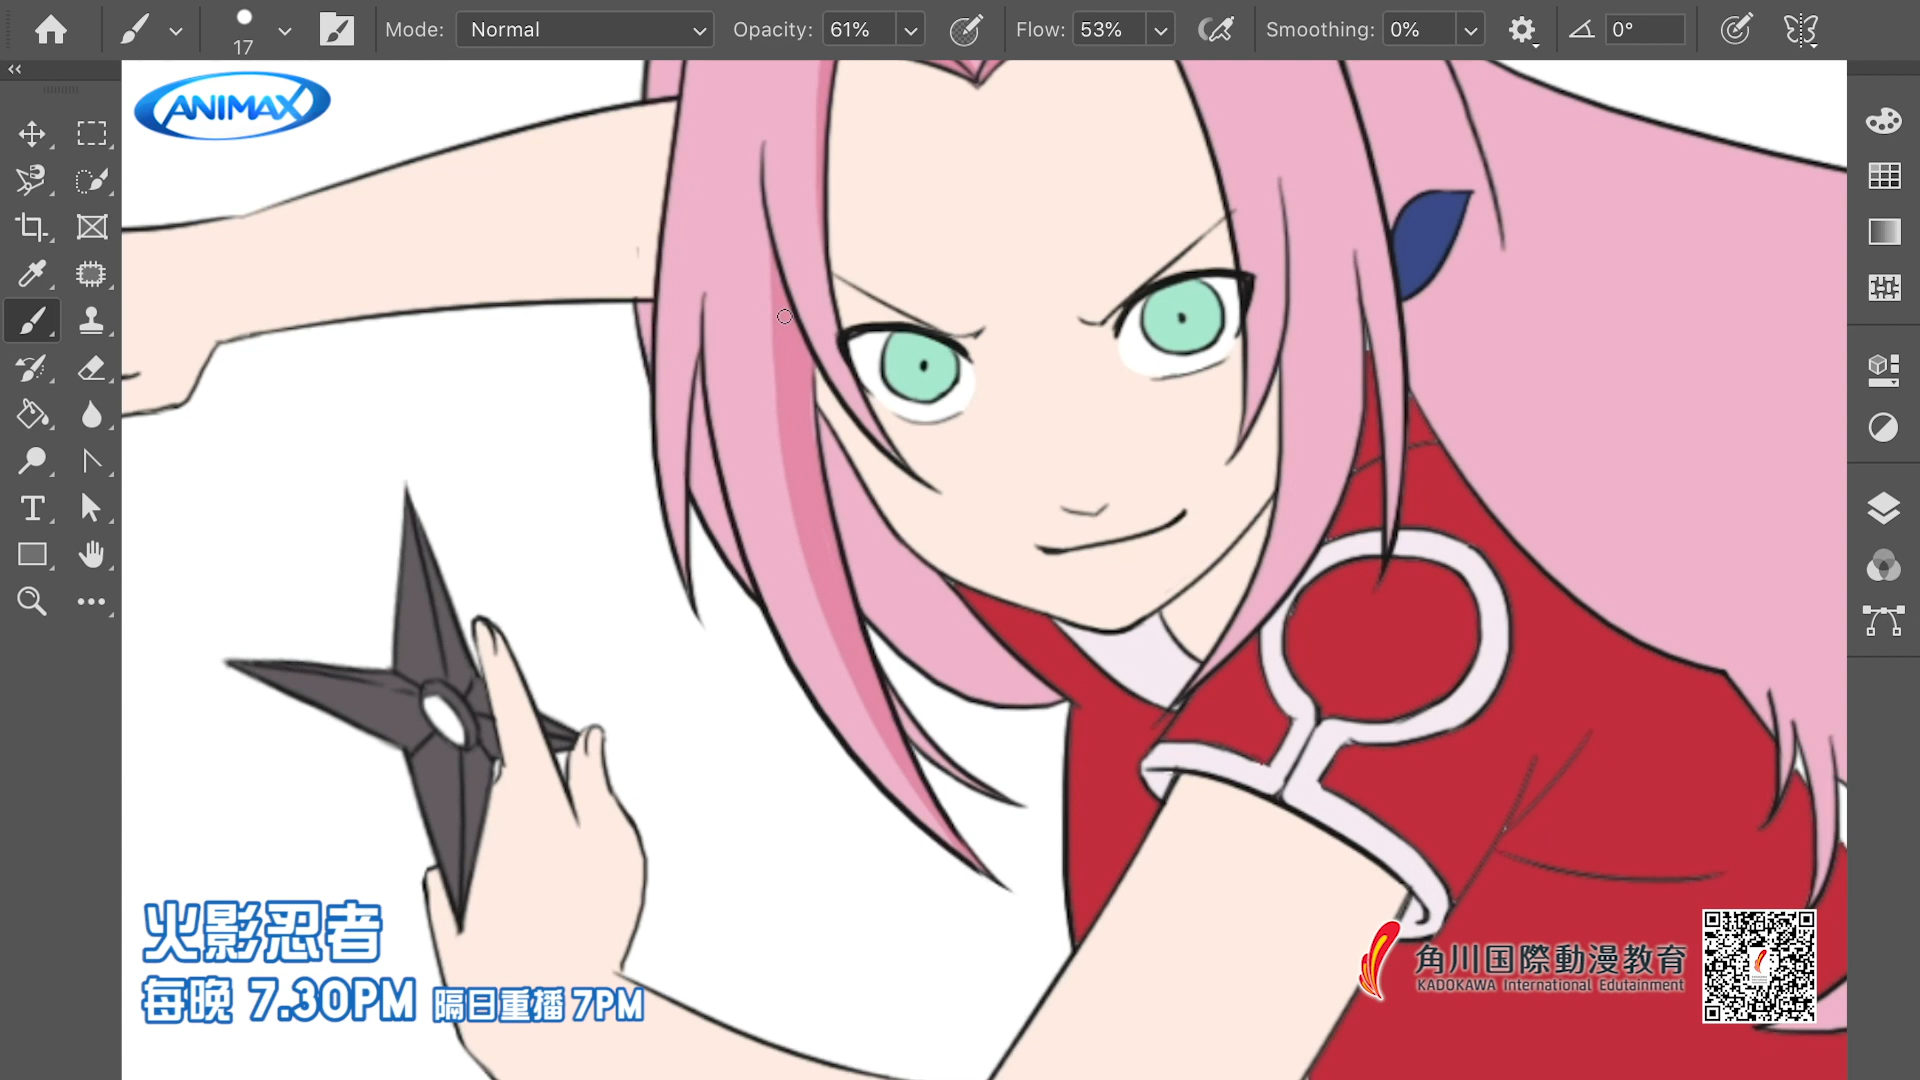 17
Mode:
Normal
Opacity: 61%
Flow: 53%
Smoothing: 0%
0°
ANIMAX
火影忍者
每晚 7.30PM 隔日重播 7PM
角川国際動漫教育
KADOKAWA International Edutainment